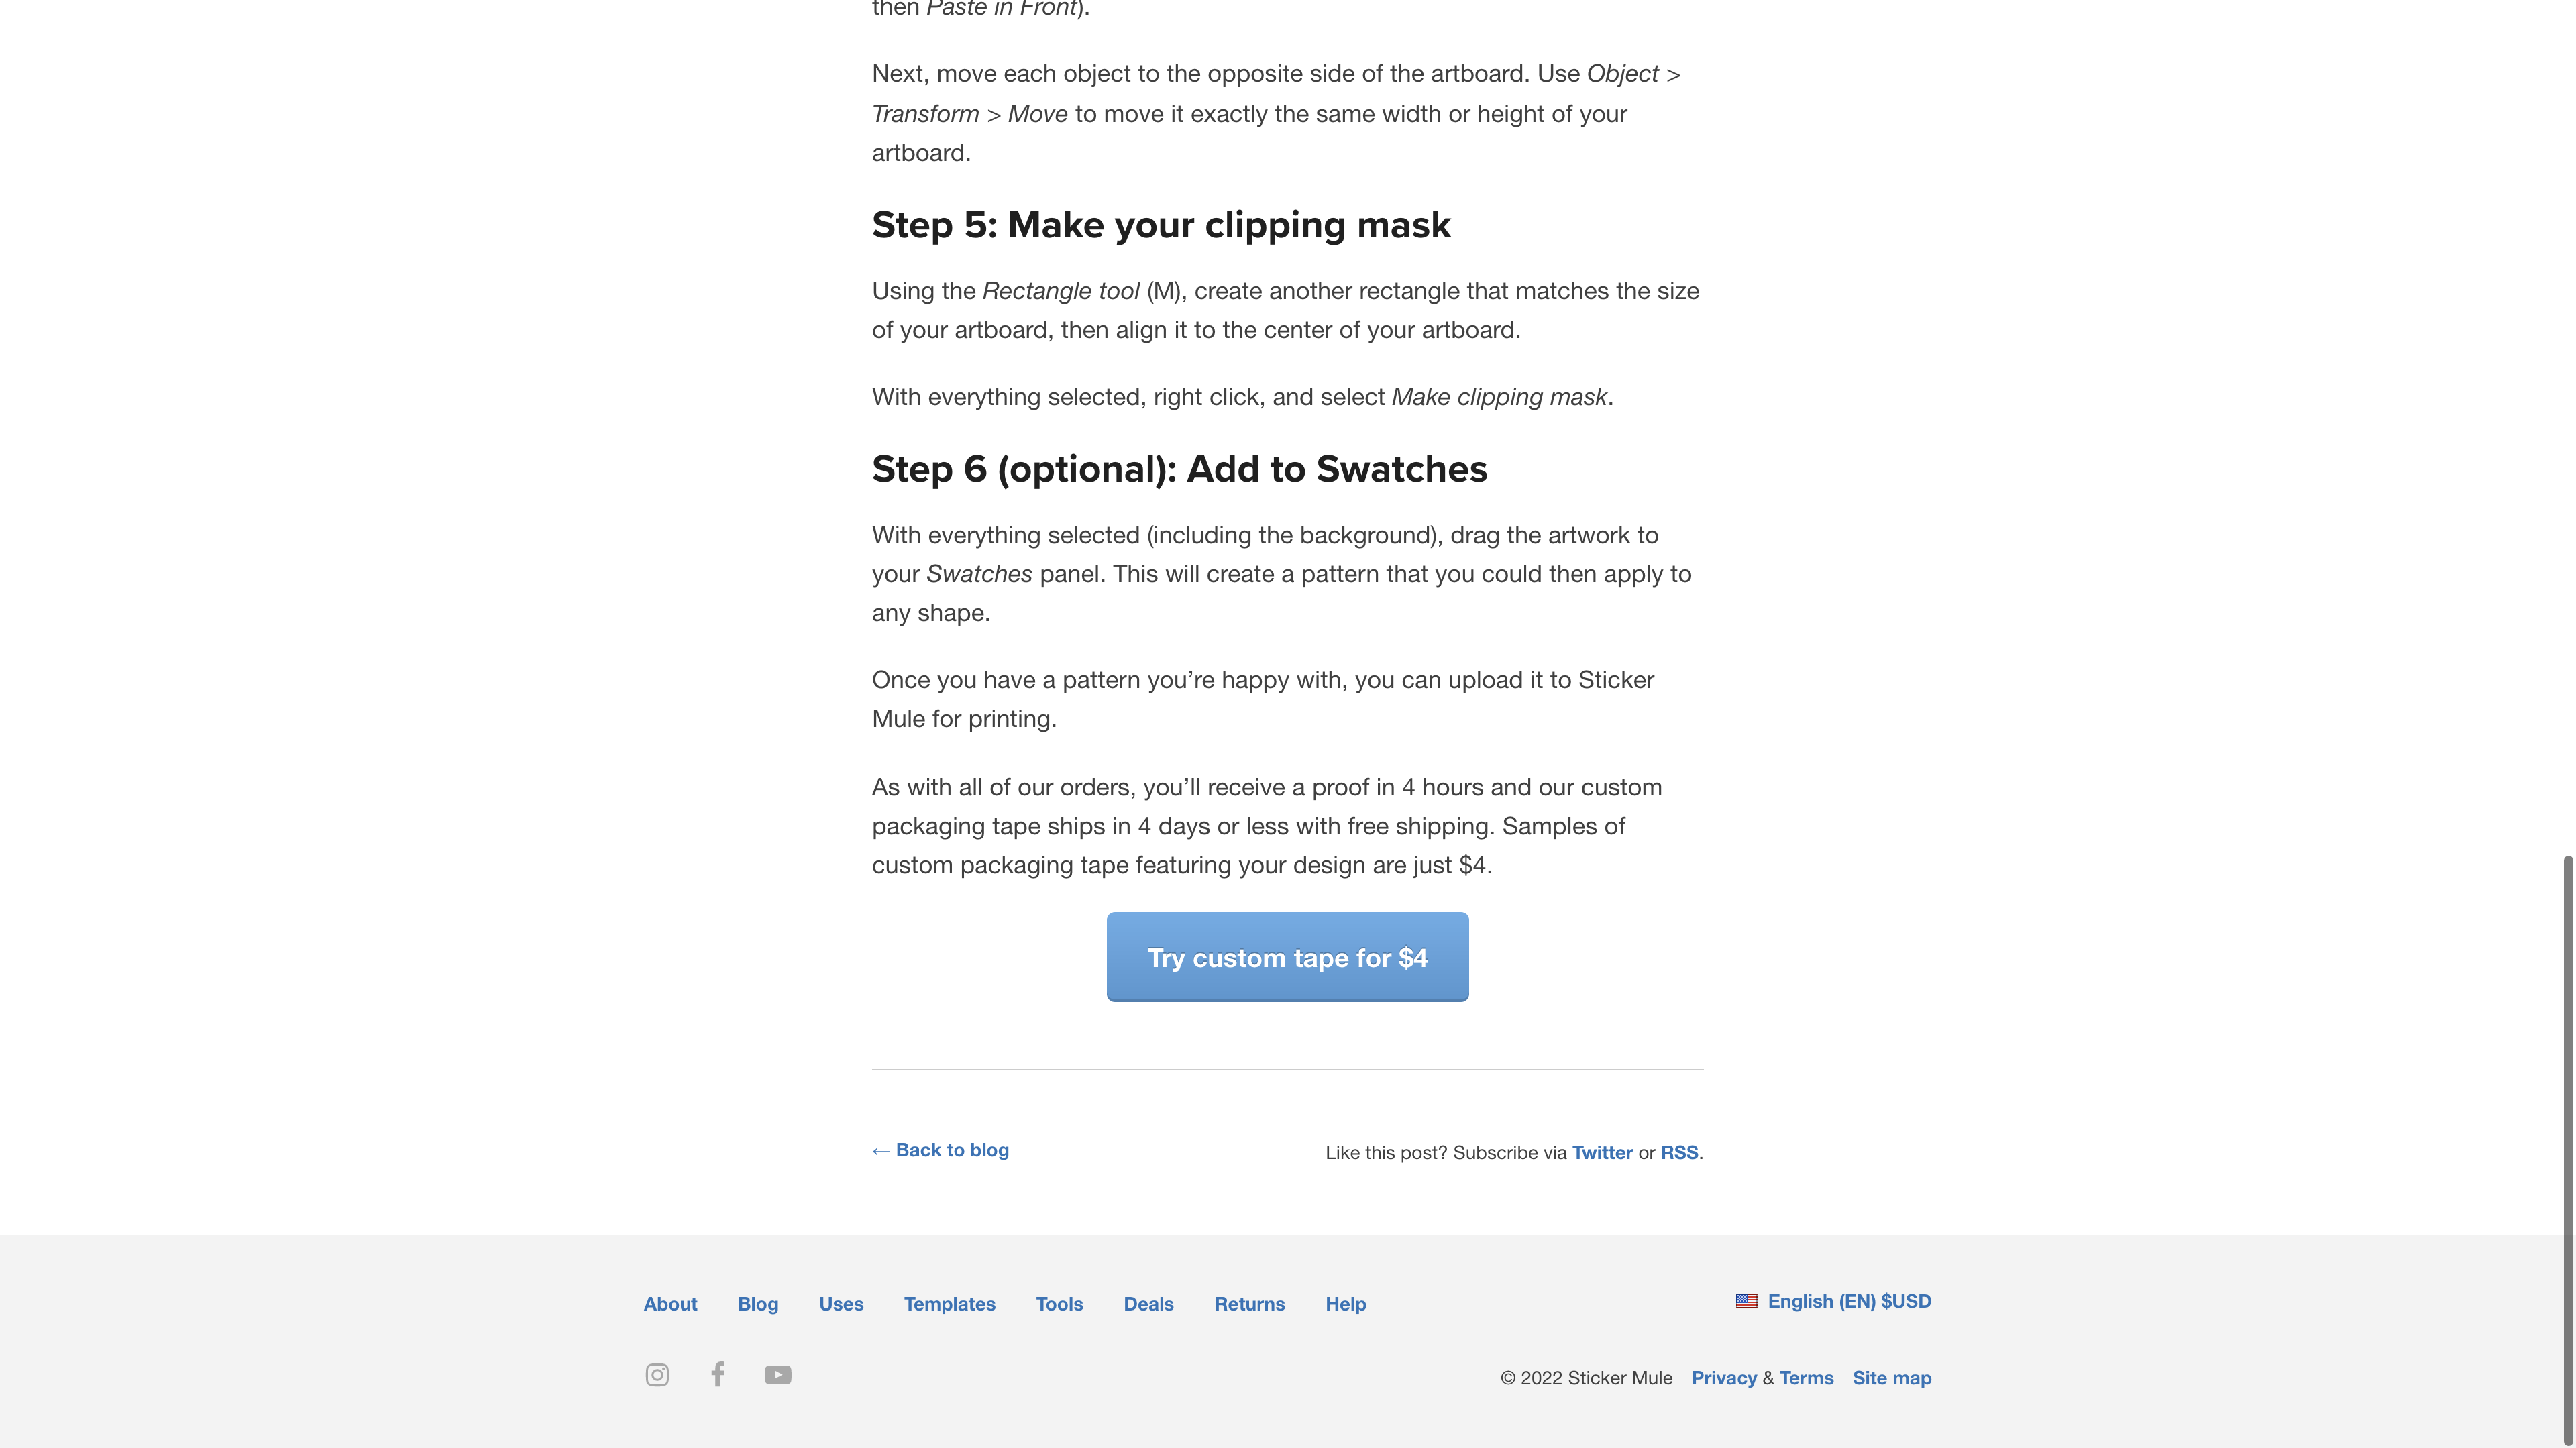 then Paste in Front).
Next, move each object to the opposite side of the artboard. Use Object >
Transform > Move to move it exactly the same width or height of your
artboard.
Step 5: Make your clipping mask
Using the Rectangle tool (M), create another rectangle that matches the size
of your artboard, then align it to the center of your artboard.
With everything selected, right click, and select Make clipping mask.
Step 6 (optional): Add to Swatches
With everything selected (including the background), drag the artwork to
your Swatches panel. This will create a pattern that you could then apply to
any shape.
Once you have a pattern you’re happy with, you can upload it to Sticker
Mule for printing.
As with all of our orders, you’ll receive a proof in 4 hours and our custom
packaging tape ships in 4 days or less with free shipping. Samples of
custom packaging tape featuring your design are just $4.
Try custom tape for $4
← Back to blog
Like this post? Subscribe via Twitter or RSS.
About Blog Uses Templates Tools Deals Returns Help
English (EN) $USD
© 2022 Sticker Mule Privacy & Terms Site map